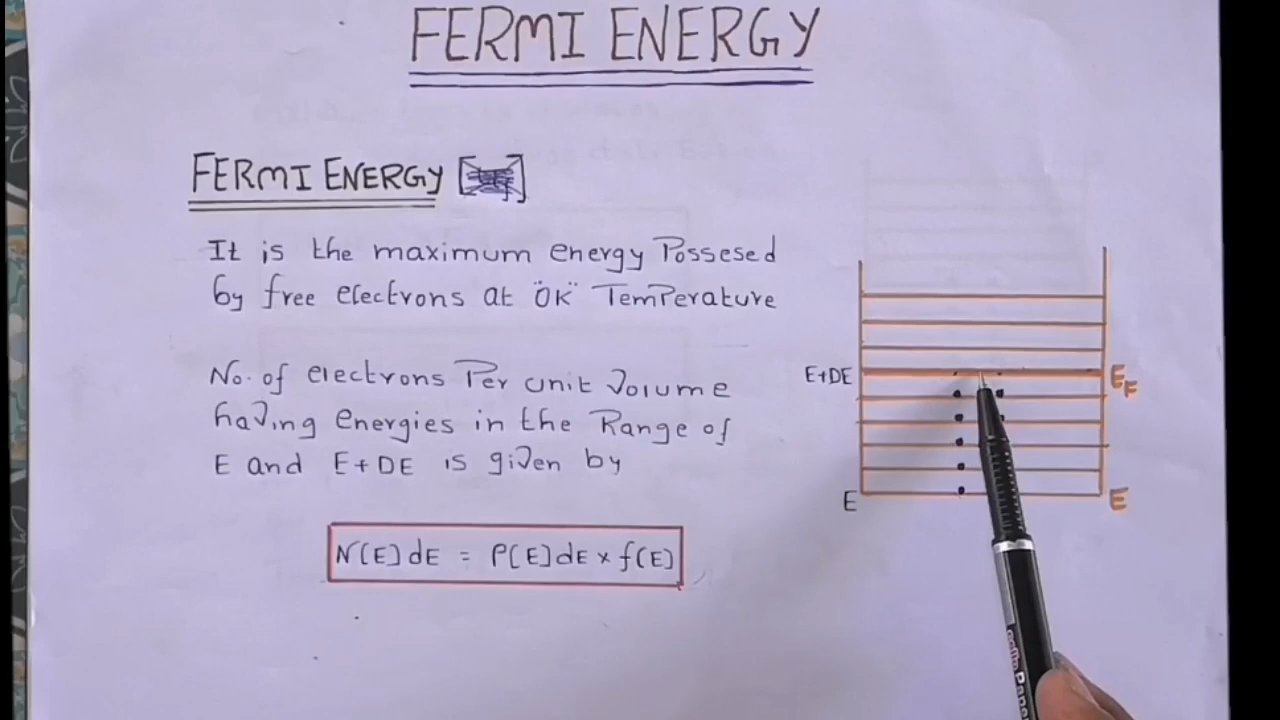 FERMI ENERGY
FERMI ENERGY
It is the maximum energy Possesed
by free electrons at "0K" Temperature
No. of electrons Per unit Volume
having energies in the Range of
E and E+DE is given by
N(E) dE = P(E) dE × f(E)
E+DE
E_F
E
E